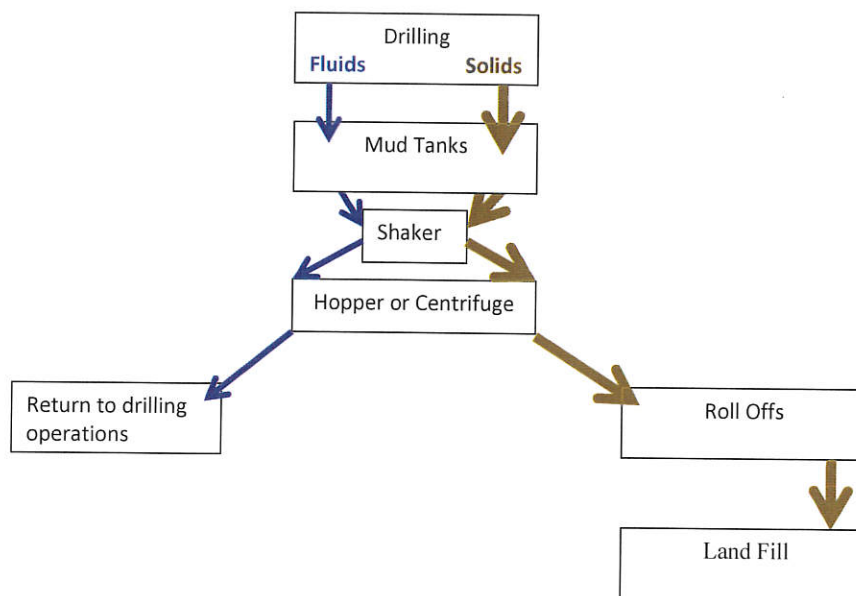 Drilling
Fluids Solids
Mud Tanks
Shaker
Hopper or Centrifuge
Return to drilling
operations
Roll Offs
Land Fill